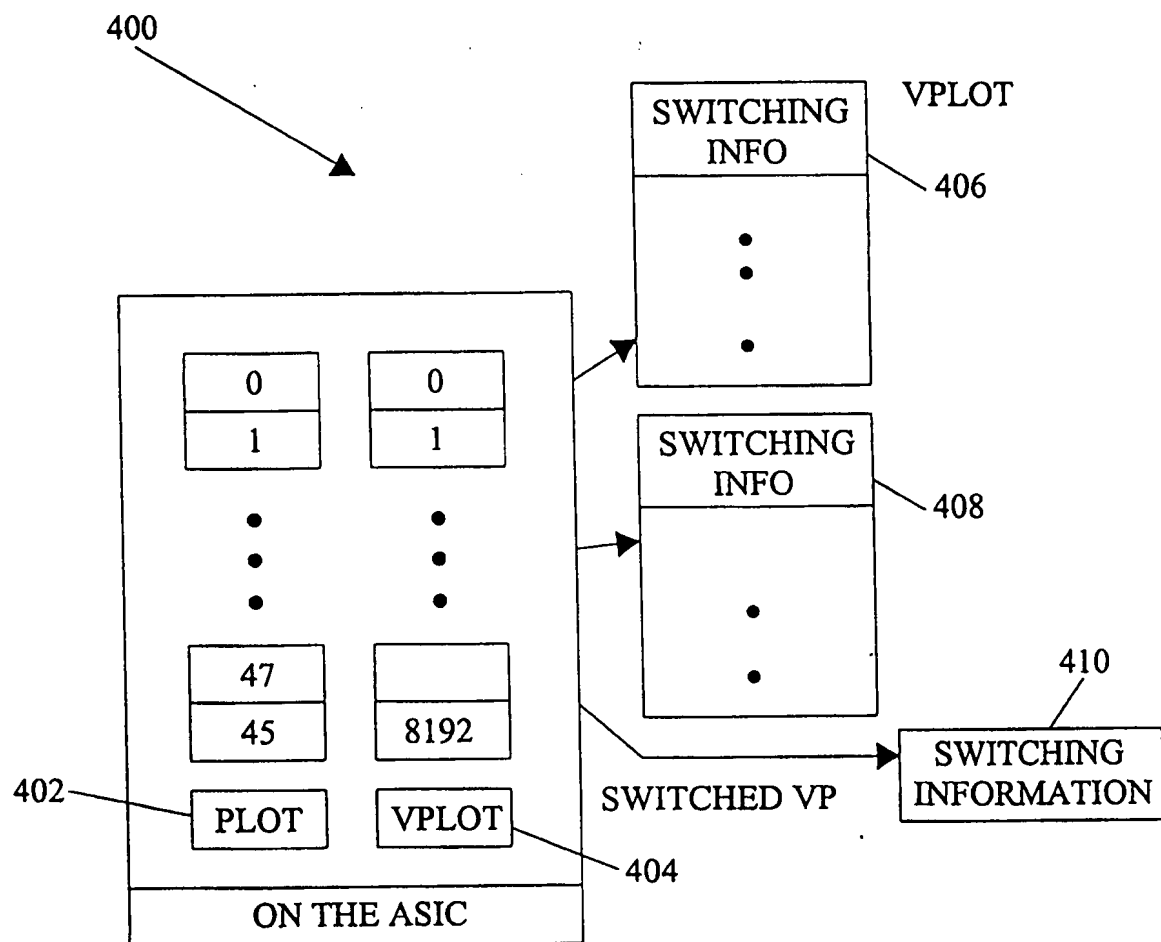 400
SWITCHING
INFO
VPLOT
406
0
1
0
1
SWITCHING
INFO
408
47
45
8192
410
SWITCHING
INFORMATION
SWITCHED VP
402
PLOT
VPLOT
404
ON THE ASIC